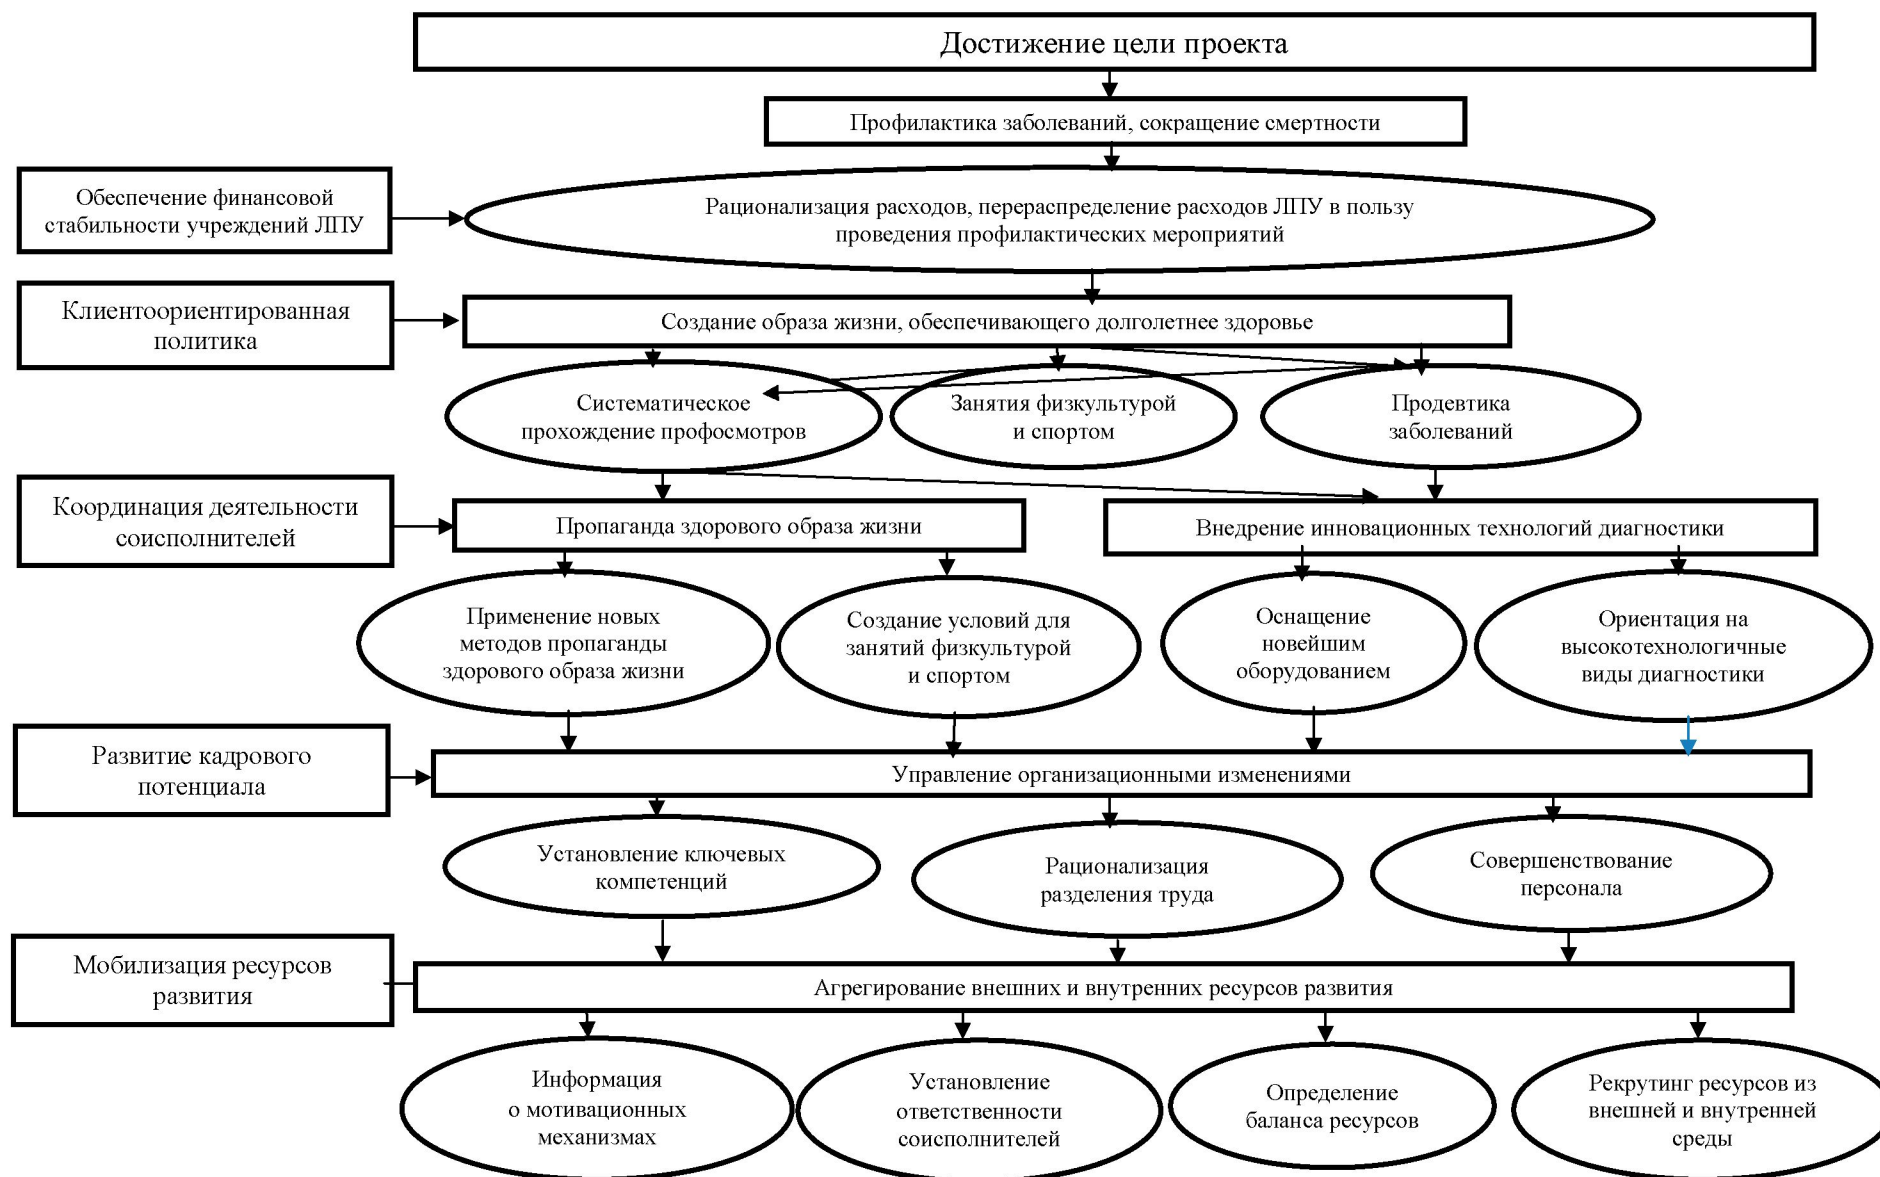 Достижение цели проекта
Профилактика заболеваний, сокращение смертности
Обеспечение финансовой
стабильности учреждений ЛПУ
Рационализация расходов, перераспределение расходов ЛПУ в пользу
проведения профилактических мероприятий
Клиентоориентированная
политика
Создание образа жизни, обеспечивающего долголетнее здоровье
Систематическое
прохождение профосмотров
Занятия физкультурой
и спортом
Продевтика
заболеваний
Координация деятельности
соисполнителей
Пропаганда здорового образа жизни
Внедрение инновационных технологий диагностики
Применение новых
методов пропаганды
здорового образа жизни
Создание условий для
занятий физкультурой
и спортом
Оснащение
новейшим
оборудованием
Ориентация на
высокотехнологичные
виды диагностики
Развитие кадрового
потенциала
Управление организационными изменениями
Установление ключевых
компетенций
Рационализация
разделения труда
Совершенствование
персонала
Мобилизация ресурсов
развития
Агрегирование внешних и внутренних ресурсов развития
Информация
о мотивационных
механизмах
Установление
ответственности
соисполнителей
Определение
баланса ресурсов
Рекрутинг ресурсов из
внешней и внутренней
среды